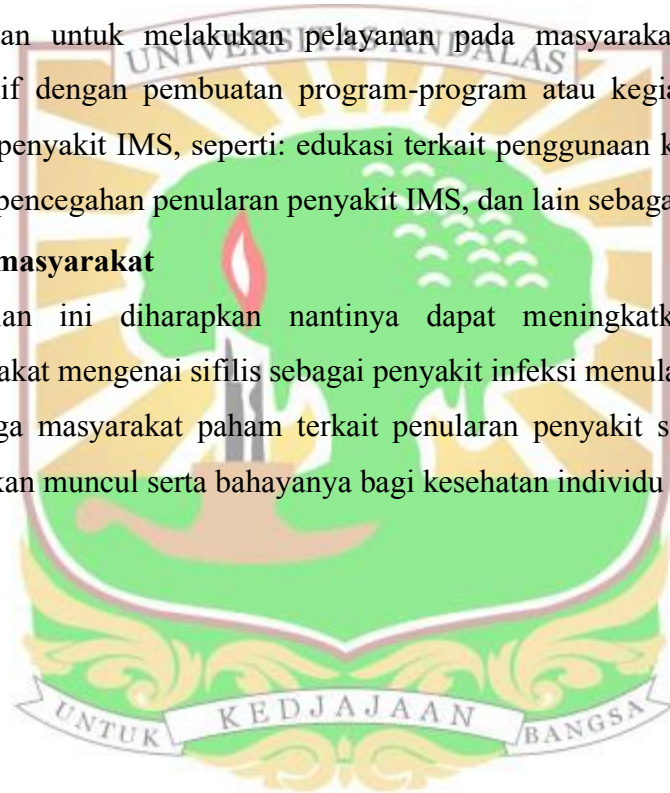 an untuk melakukan pelayanan pada masyaraka
UNIVERSITAS ANDALAS
if dengan pembuatan program-program atau kegia
penyakit IMS, seperti: edukasi terkait penggunaan k
pencegahan penularan penyakit IMS, dan lain sebaga
masyarakat
an ini diharapkan nantinya dapat meningkatk
akat mengenai sifilis sebagai penyakit infeksi menula
ga masyarakat paham terkait penularan penyakit s
kan muncul serta bahayanya bagi kesehatan individu
UNTUK KEDJAJAAN BANGSA